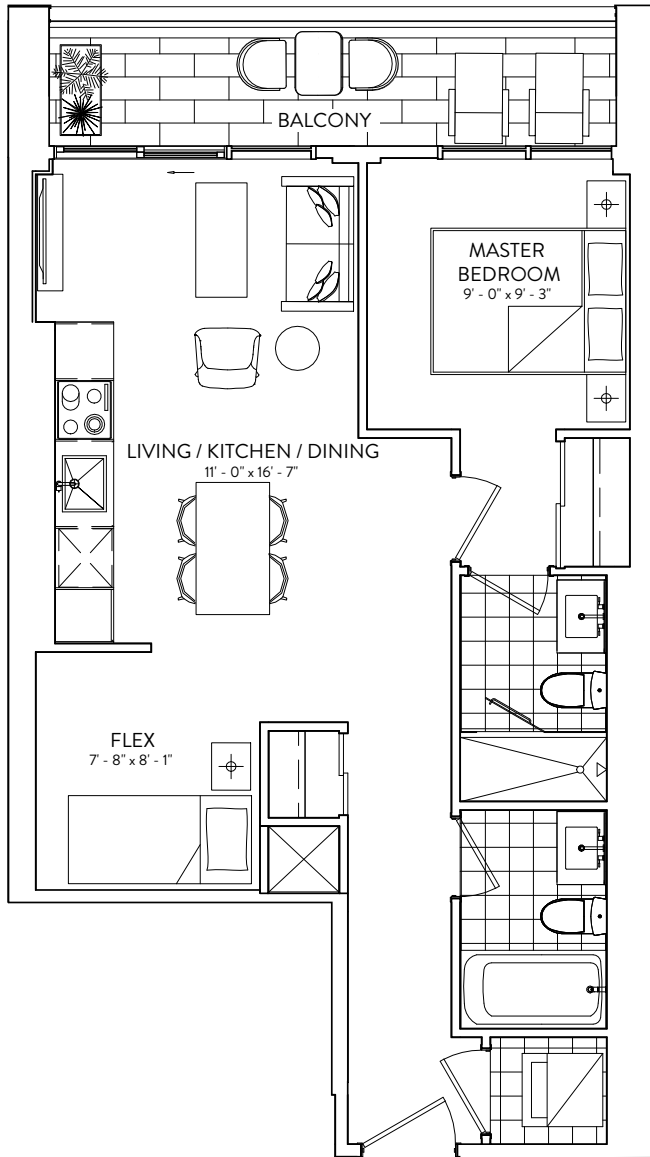 BALCONY
MASTER
BEDROOM
9' - 0" x 9' - 3"
LIVING / KITCHEN / DINING
11' - 0" x 16' - 7"
FLEX
7' - 8" x 8' - 1"